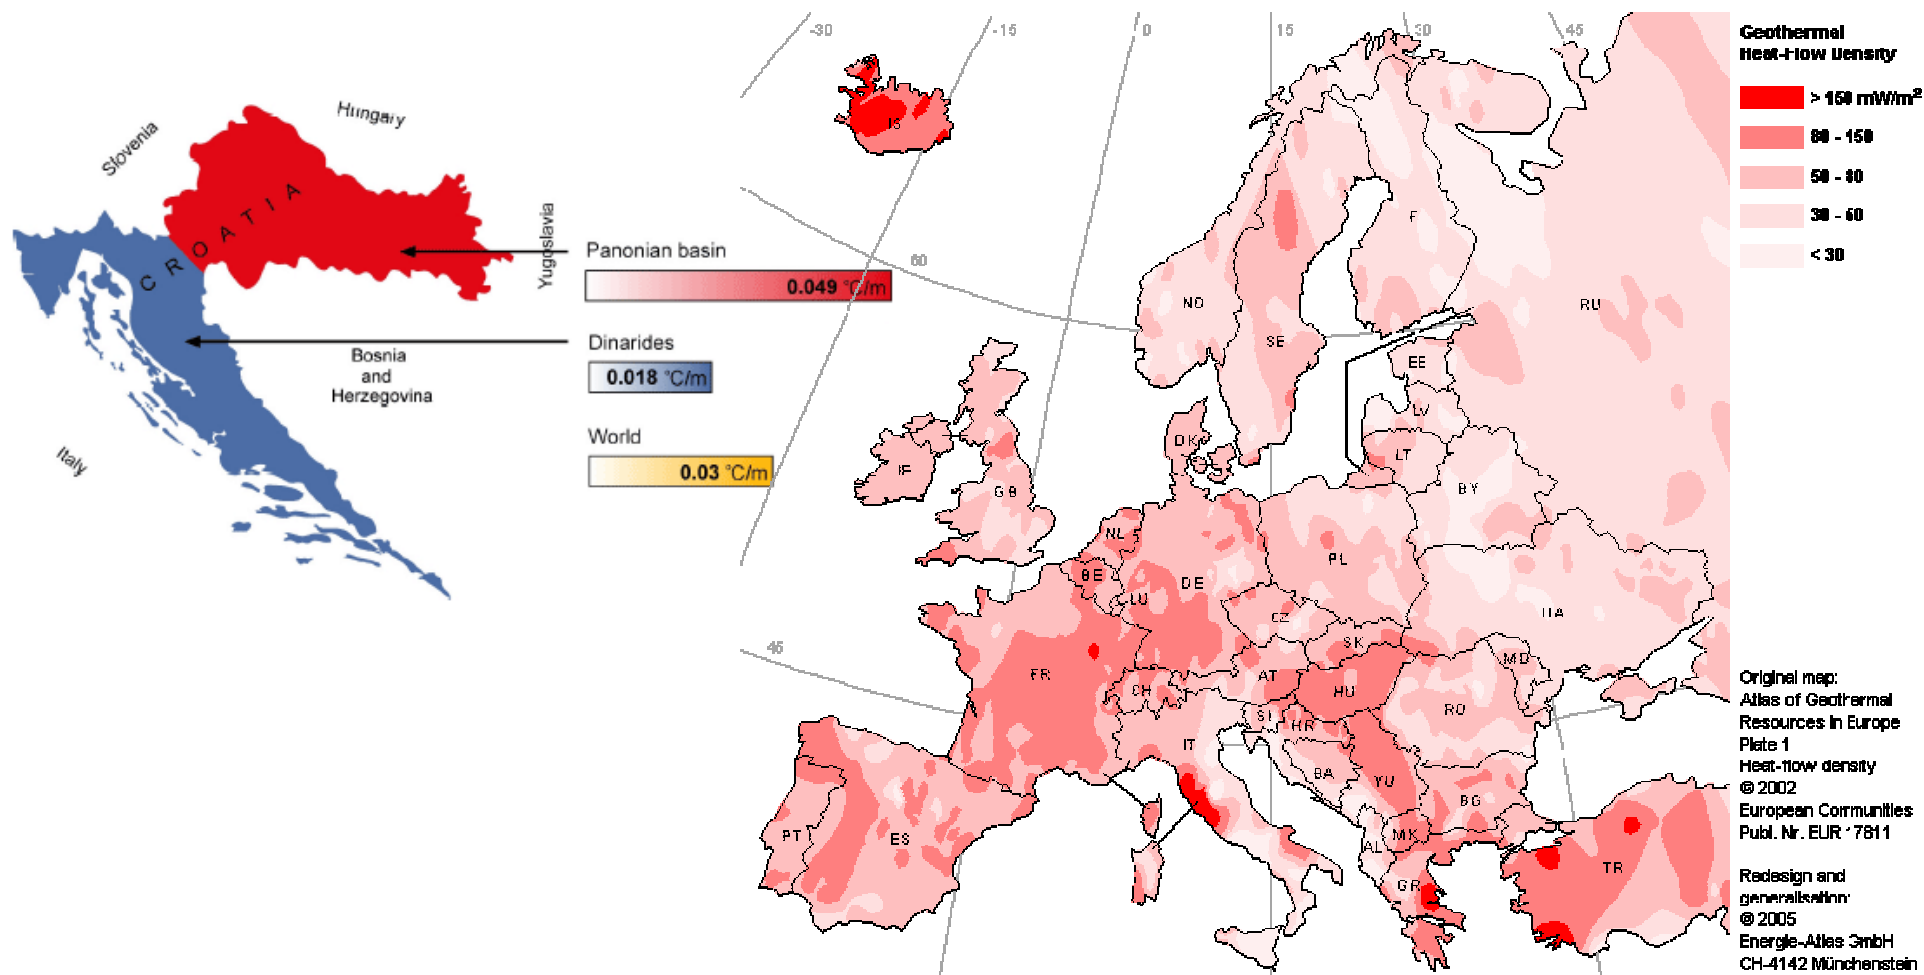 Hungary
Slovenia
CROATIA
Yugoslavia
Panonian basin
0.049 °C/m
Dinarides
0.018 °C/m
Bosnia
and
Herzegovina
World
0.03 °C/m
Italy
-30
-15
0
15
30
45
60
45
IS
NO
SE
F
RU
EE
LV
LT
BY
DK
IE
GB
NL
BE
LU
DE
PL
CZ
SK
UA
MD
FR
CH
AT
HU
RO
SI
HR
IT
BA
YU
BG
PT
ES
AL
MK
GR
TR
Geothermal
Heat-Flow Density
> 150 mW/m²
80 - 150
50 - 80
30 - 50
< 30
Original map:
Atlas of Geothermal
Resources in Europe
Plate 1
Heat-flow density
© 2002
European Communities
Publ. Nr. EUR 17811
Redesign and
generalisation:
© 2005
Energie-Atlas GmbH
CH-4142 Münchenstein